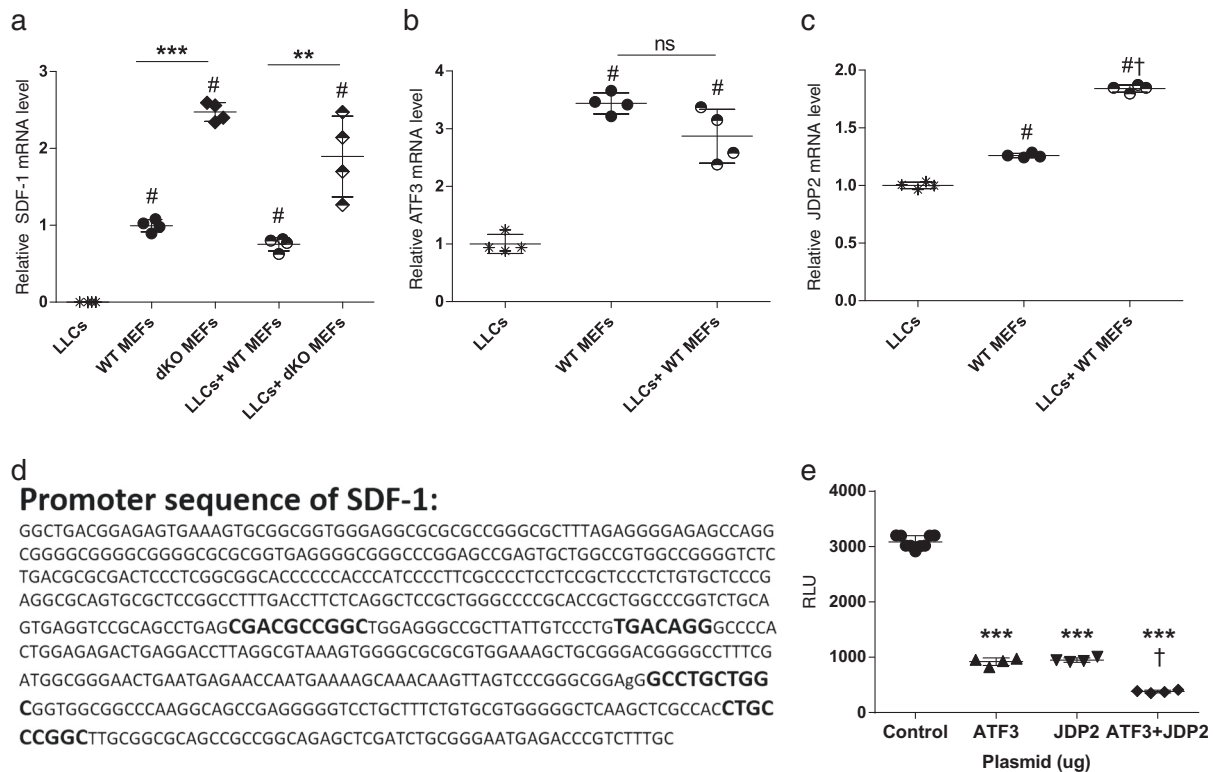 a
***
**
#
#
#
#
3
2
1
0
Relative SDF-1 mRNA level
LLCs
WT MEFs
dKO MEFs
LLCs+ WT MEFs
LLCs+ dKO MEFs
b
ns
#
#
4
3
2
1
0
Relative ATF3 mRNA level
LLCs
WT MEFs
LLCs+ WT MEFs
c
#†
#
2.0
1.5
1.0
0.5
0.0
Relative JDP2 mRNA level
LLCs
WT MEFs
LLCs+ WT MEFs
d
Promoter sequence of SDF-1:
GGCTGACGGAGAGTGAAAGTGCGGCGGTGGGAGGCGCGCGCGCCGGGCGCTTTAGAGGGGAGAGCCAGG
CGGGGCGGGGCGGGGCGCGCGGTGAGGGGCGGGCCCGGAGCCGAGTGCTGGCCGTGGCCGGGGTCTC
TGACGCGCGACTCCCTCGGCGGCACCCCCCACCCATCCCCTTCGCCCCTCCTCCGCTCCCTCTGTGCTCCCG
AGGCGCAGTGCGCTCCGGCCTTTGACCTTCTCAGGCTCCGCTGGGCCCCGCACCGCTGGCCCGGTCTGCA
GTGAGGTCCGCAGCCTGAGCGACGCCGGCTGGAGGGCCGCTTATTGTCCCTGTGACAGGGCCCCA
CTGGAGAGACTGAGGACCTTAGGCGTAAAGTGGGGCGCGCGTGGAAAGCTGCGGGACGGGGCCTTTCG
ATGGCGGGAACTGAATGAGAACCAATGAAAAGCAAACAAGTTAGTCCCGGGCGGAgGGCCTGCTGG
CGGTGGCGGCCCAAGGCAGCCGAGGGGGTCCTGCTTTCTGTGCGTGGGGGCTCAAGCTCGCCACCTGC
CCGGCTTGCGGCGCAGCCGCCGGCAGAGCTCGATCTGCGGGAATGAGACCCGTCTTTGC
e
4000
3000
2000
1000
0
RLU
***
***
***
†
Control
ATF3
JDP2
ATF3+JDP2
Plasmid (ug)